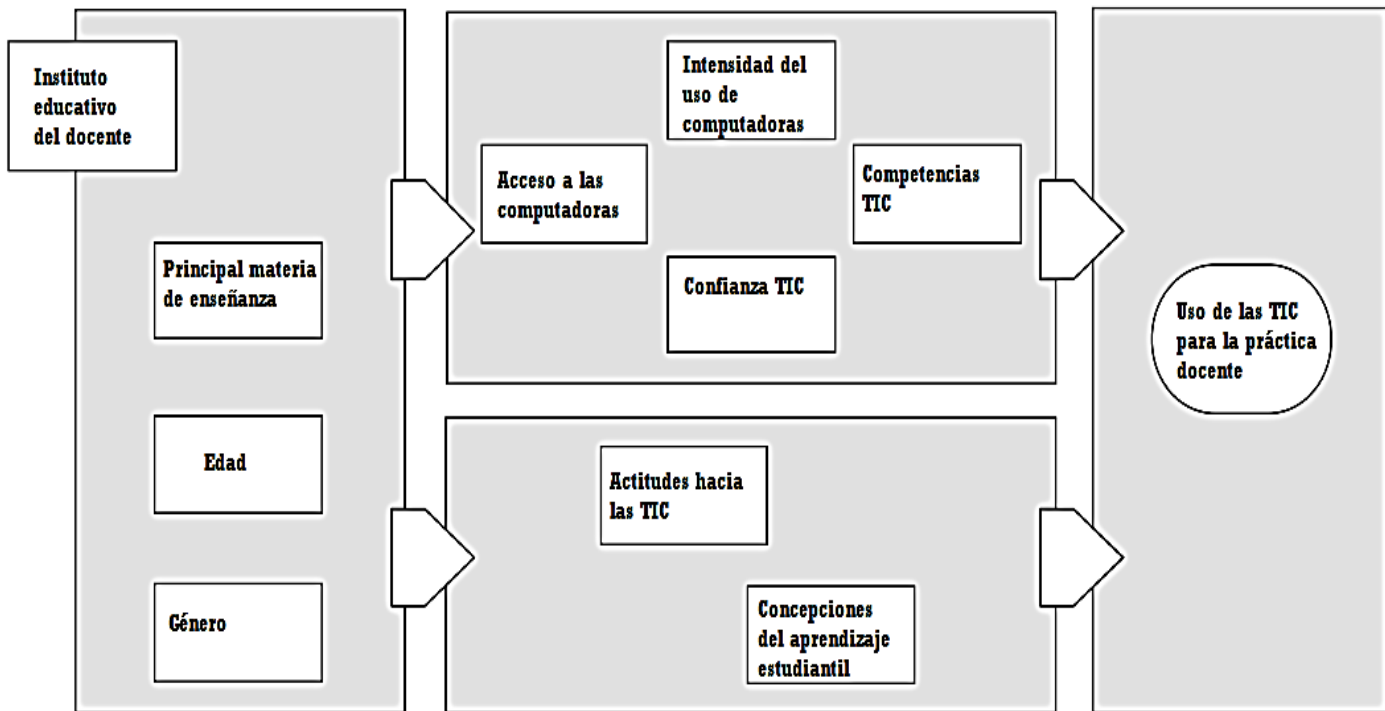 Instituto
educativo
del docente
Principal materia
de enseñanza
Edad
Género
Intensidad del
uso de
computadoras
Acceso a las
computadoras
Competencias
TIC
Confianza TIC
Actitudes hacia
las TIC
Concepciones
del aprendizaje
estudiantil
Uso de las TIC
para la práctica
docente